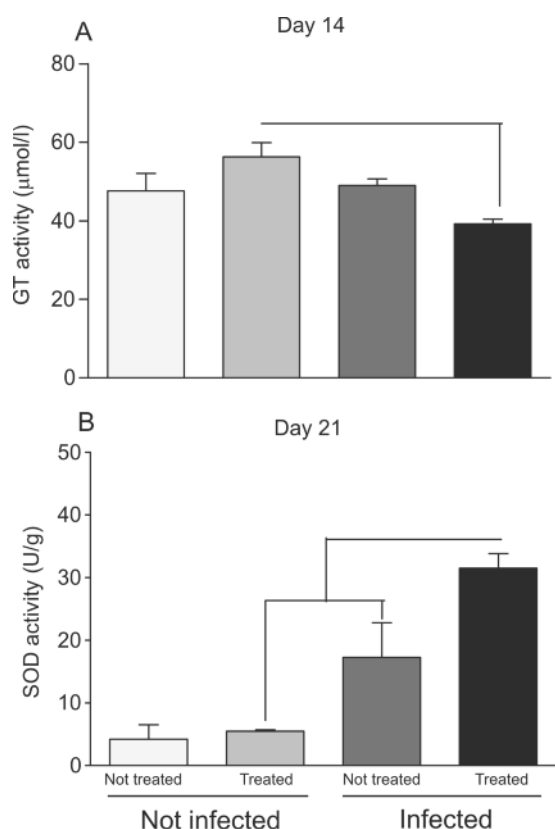 A
Day 14
80
60
40
20
0
GT activity (μmol/l)
B
Day 21
50
40
30
20
10
0
SOD activity (U/g)
Not treated Treated Not treated Treated
Not infected Infected